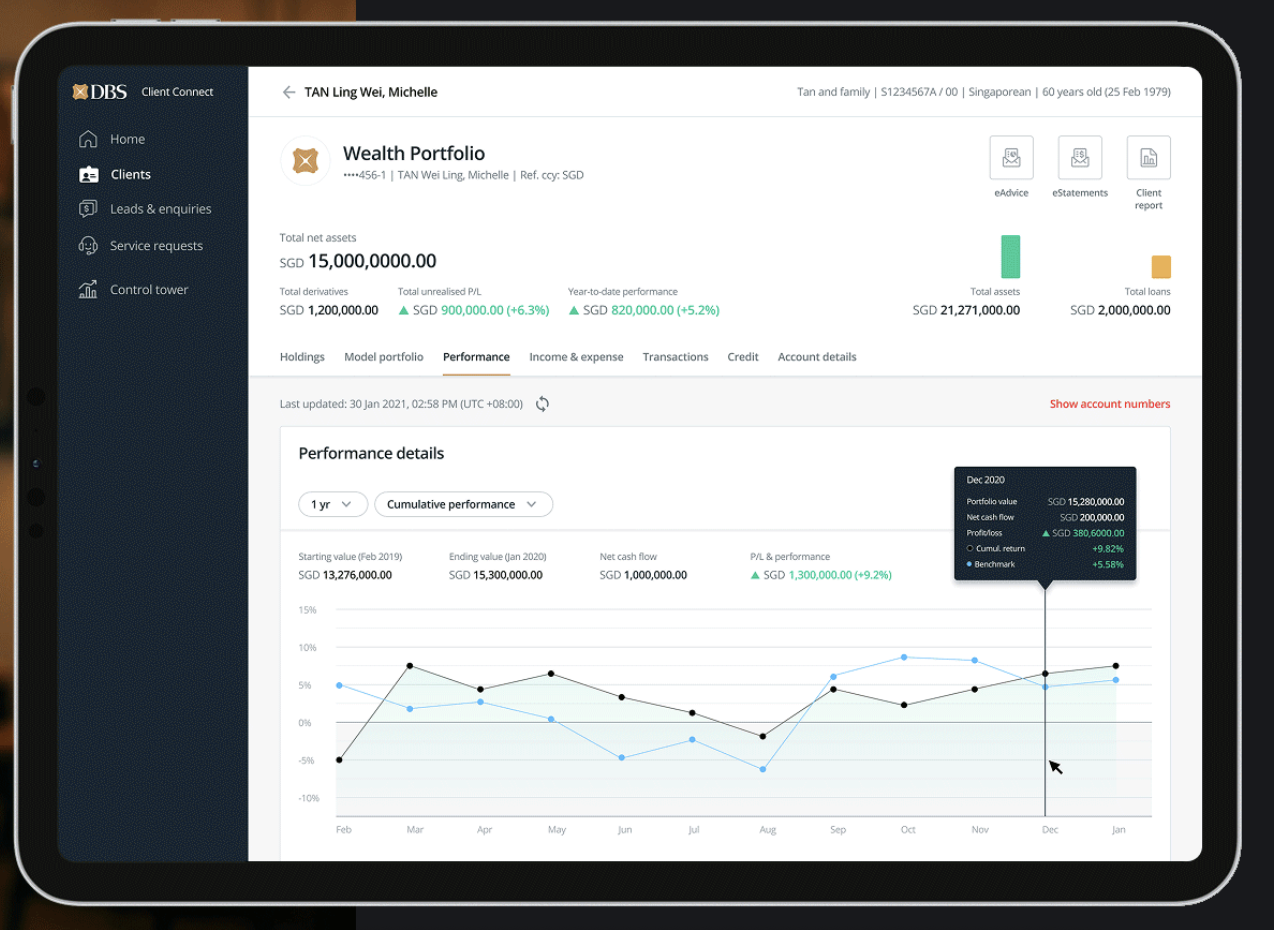 DBS Client Connect
Home
Clients
Leads & enquiries
Service requests
Control tower
TAN Ling Wei, Michelle
Tan and family | S1234567A / 00 | Singaporean | 60 years old (25 Feb 1979)
Wealth Portfolio
••••456-1 | TAN Wei Ling, Michelle | Ref. ccy: SGD
eAdvice
eStatements
Client
report
Total net assets
SGD 15,000,0000.00
Total derivatives
SGD 1,200,000.00
Total unrealised P/L
SGD 900,000.00 (+6.3%)
Year-to-date performance
SGD 820,000.00 (+5.2%)
Total assets
SGD 21,271,000.00
Total loans
SGD 2,000,000.00
Holdings Model portfolio Performance Income & expense Transactions Credit Account details
Last updated: 30 Jan 2021, 02:58 PM (UTC +08:00)
Show account numbers
Performance details
1 yr
Cumulative performance
Starting value (Feb 2019)
SGD 13,276,000.00
Ending value (Jan 2020)
SGD 15,300,000.00
Net cash flow
SGD 1,000,000.00
P/L & performance
SGD 1,300,000.00 (+9.2%)
Dec 2020
Portfolio value SGD 15,280,000.00
Net cash flow SGD 200,000.00
Profit/loss SGD 380,6000.00
Cumul. return +9.82%
Benchmark +5.58%
15%
10%
5%
0%
-5%
-10%
Feb Mar Apr May Jun Jul Aug Sep Oct Nov Dec Jan